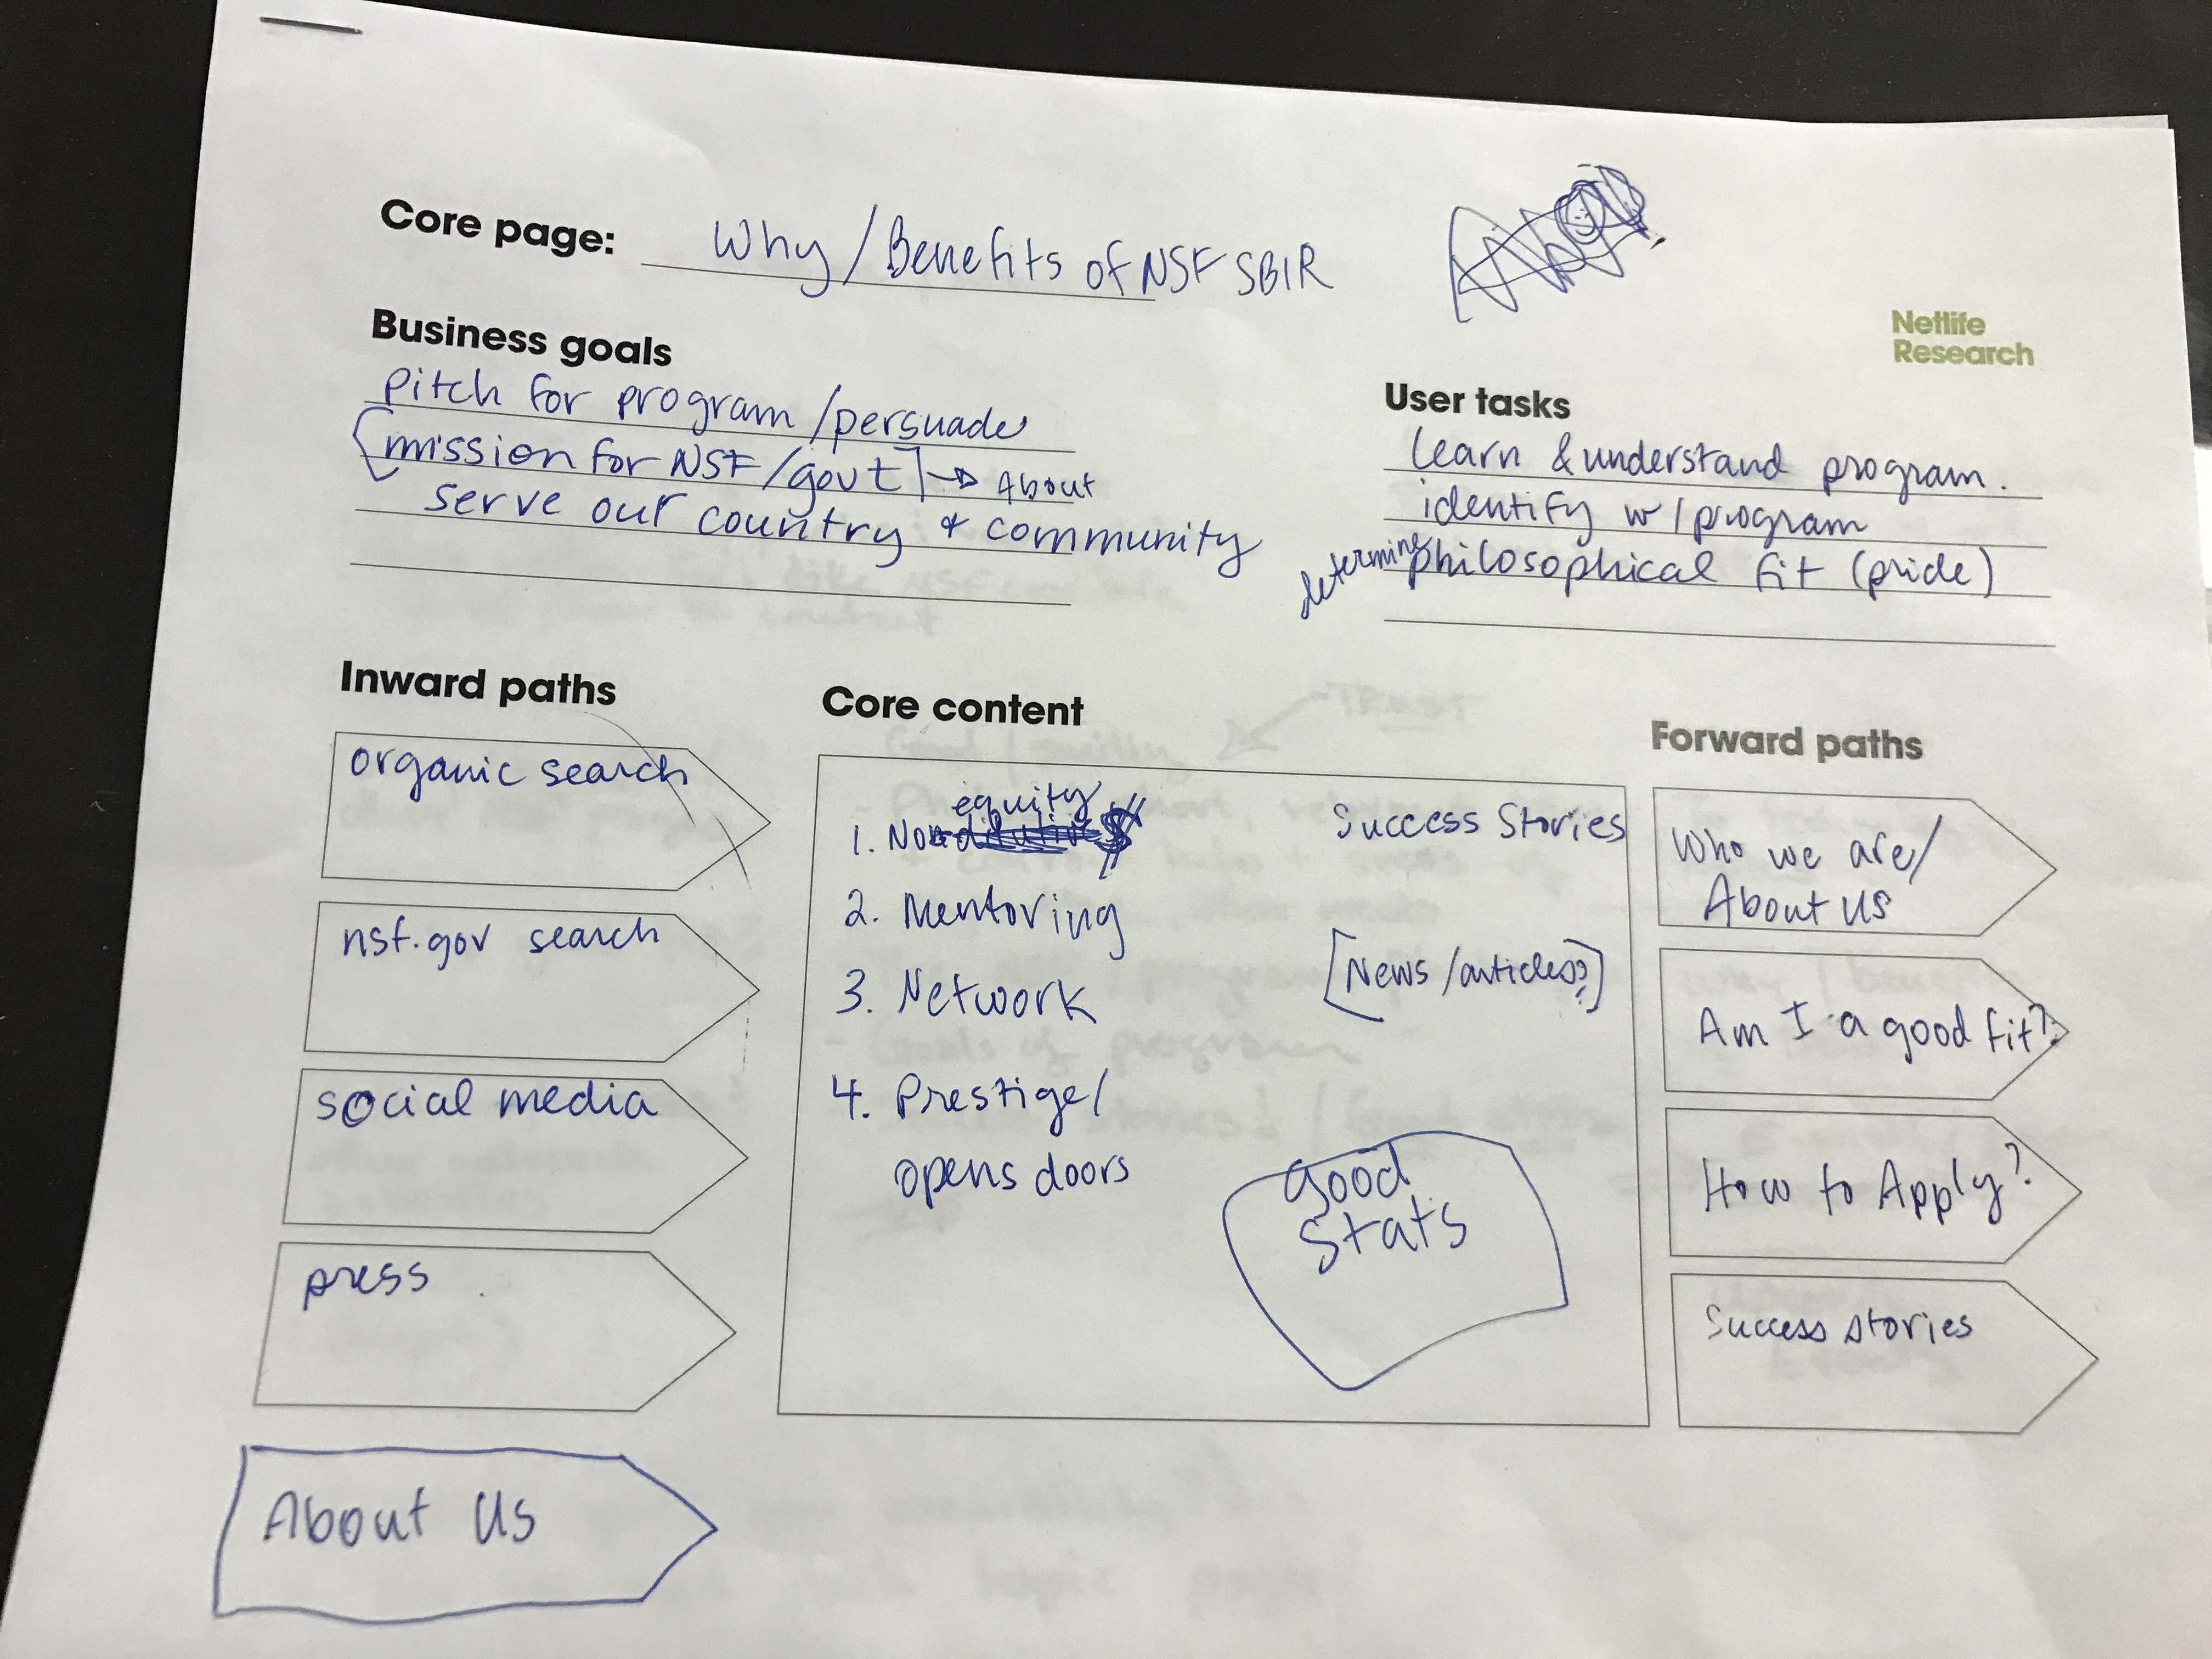 Core page: Why / Benefits of NSF SBIR
Netlife
Research
Business goals
Pitch for program / persuade
mission for NSF / govt → About
serve our country & community
User tasks
learn & understand program.
identify w/ program
determine philosophical fit (pride)
Inward paths
organic search
nsf.gov search
social media
press
About Us
Core content
equity
1. No
2. Mentoring
3. Network
4. Prestige/
opens doors
Success Stories
[News /articles?]
good
stats
Forward paths
Who we are/
About us
Am I a good fit?
How to Apply?
Success stories